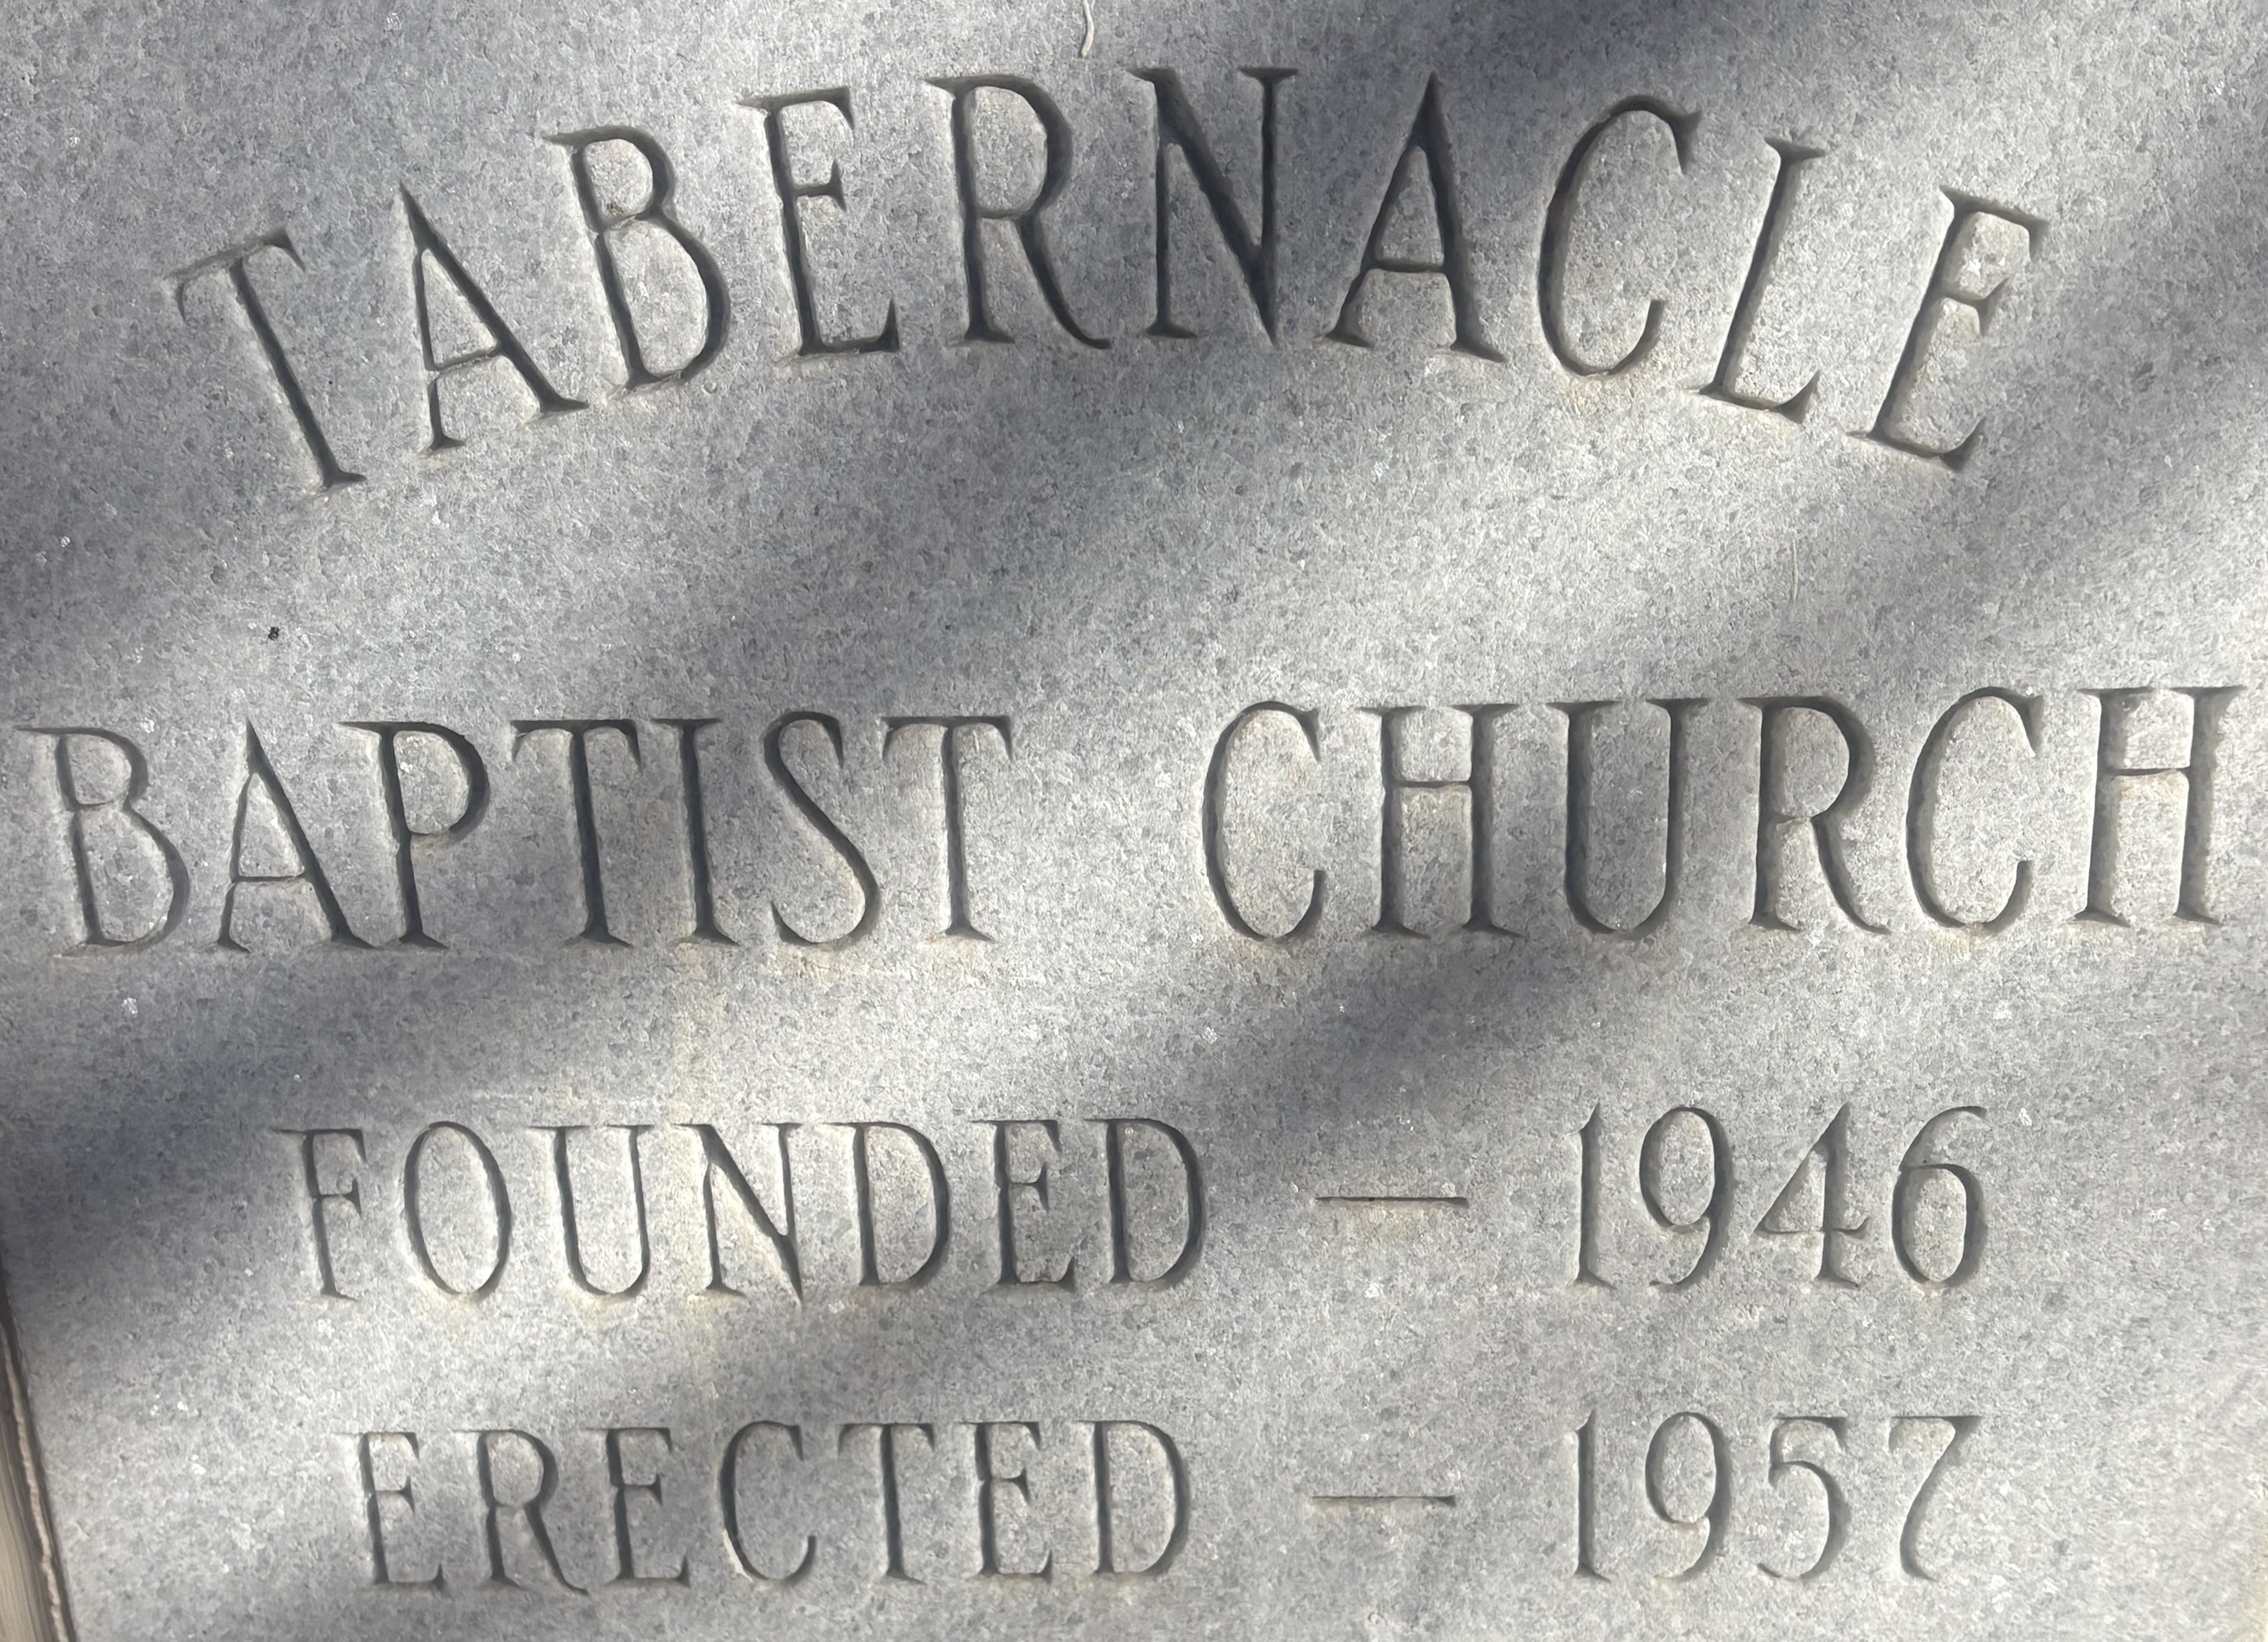 TABERNACLE
BAPTIST CHURCH
FOUNDED — 1946
ERECTED — 1957